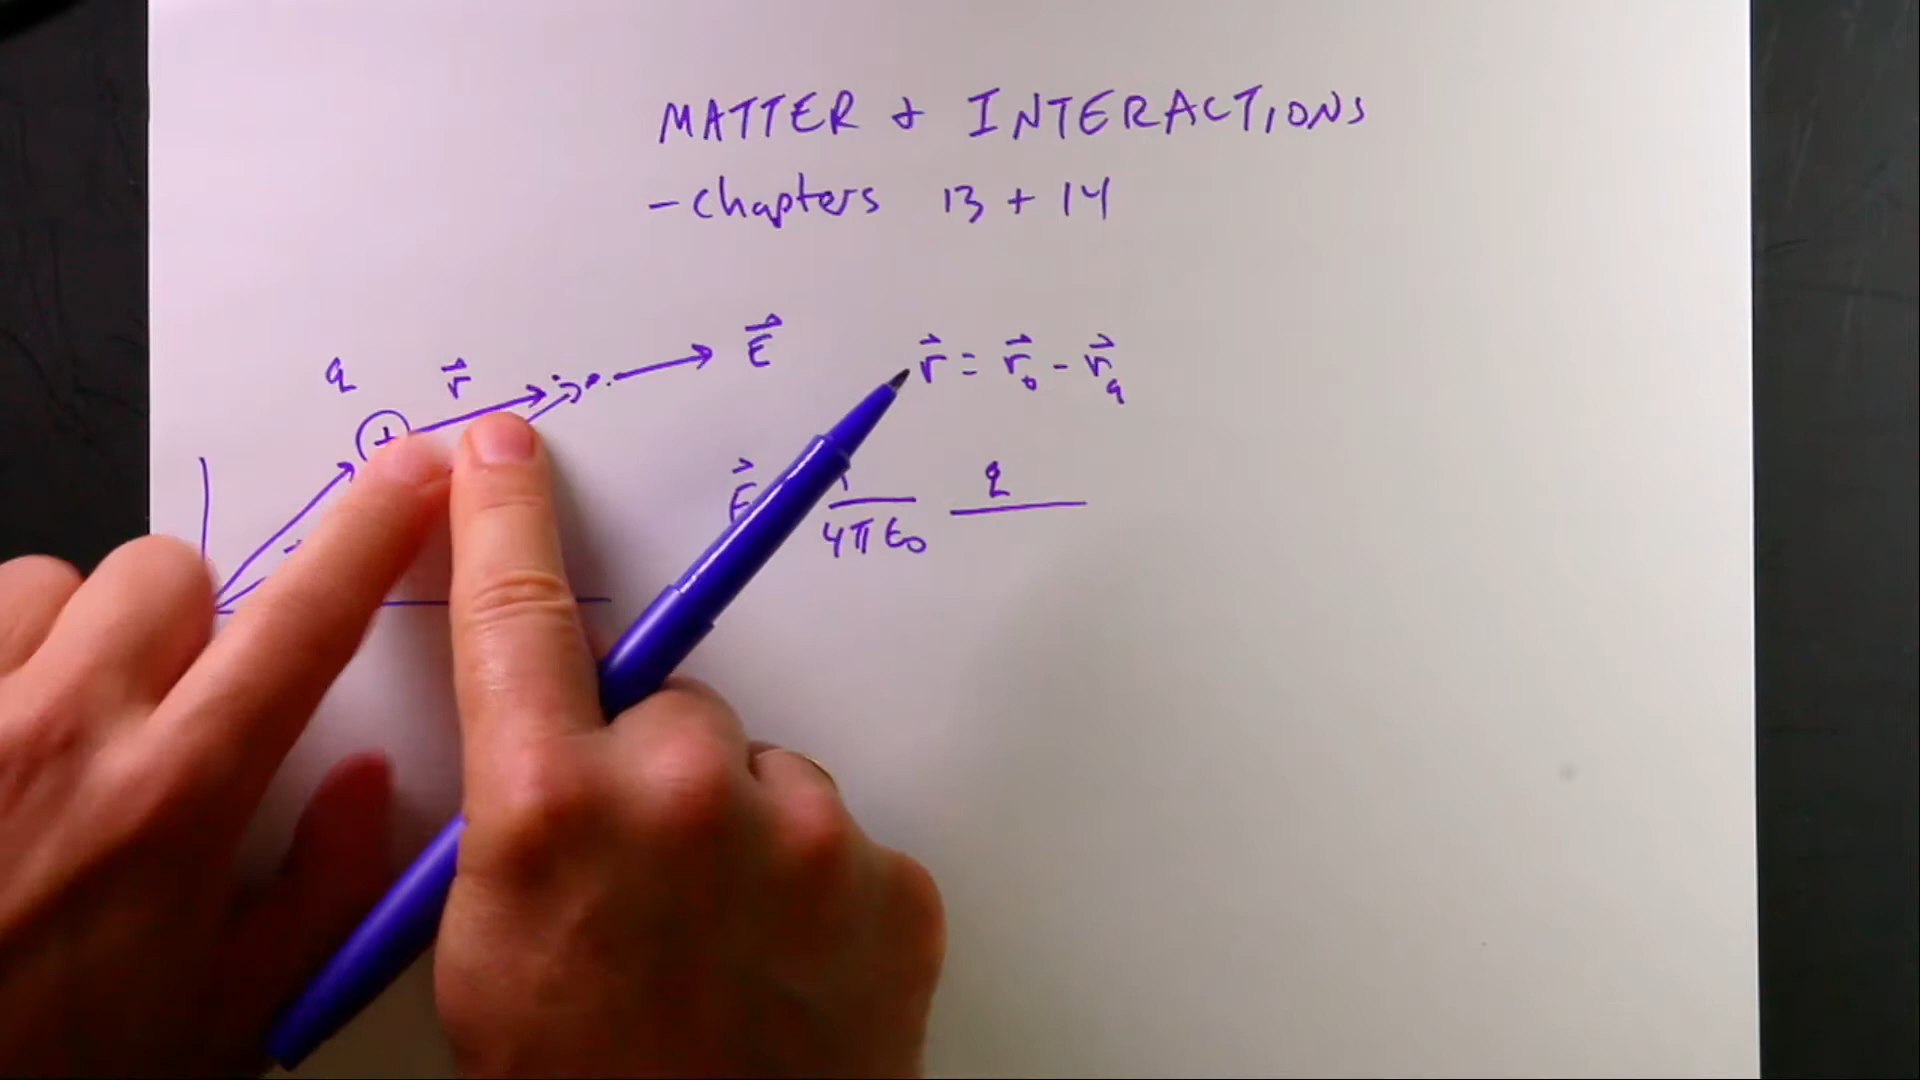 MATTER + INTERACTIONS
- chapters 13 + 14
q r⃗ E⃗
+
r⃗ = r⃗₀ - r⃗q
E⃗ q
4πε₀